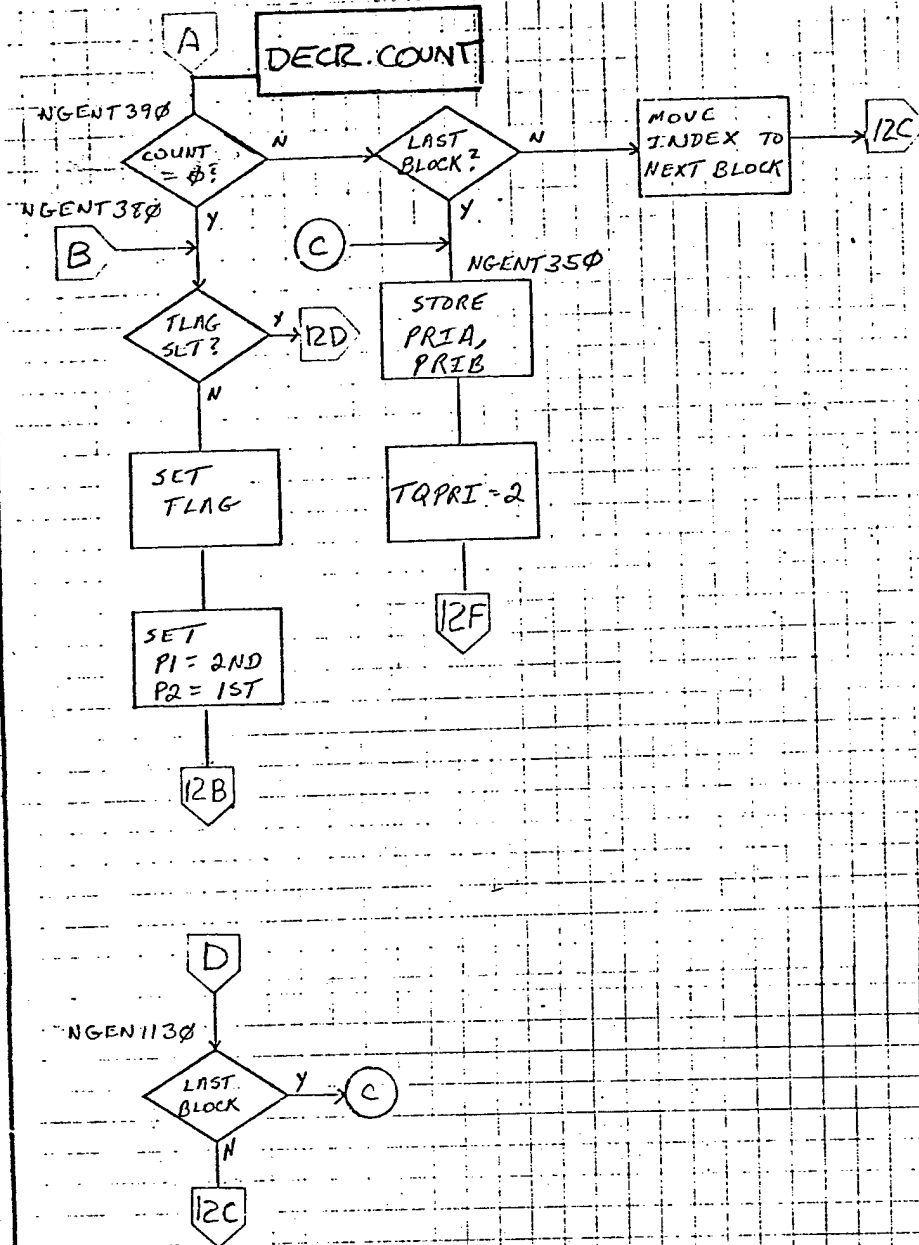 A
DECR. COUNT
NGENT39Ø
COUNT
= Ø?
N
LAST
BLOCK?
N
MOVE
INDEX TO
NEXT BLOCK
12C
NGENT38Ø
Y
B
Y
C
NGENT35Ø
TLAG
SET?
Y
12D
N
STORE
PRIA,
PRIB
SET
TLAG
TQPRI = 2
SET
P1 = 2ND
P2 = 1ST
12F
12B
D
NGEN113Ø
LAST
BLOCK
Y
C
N
12C